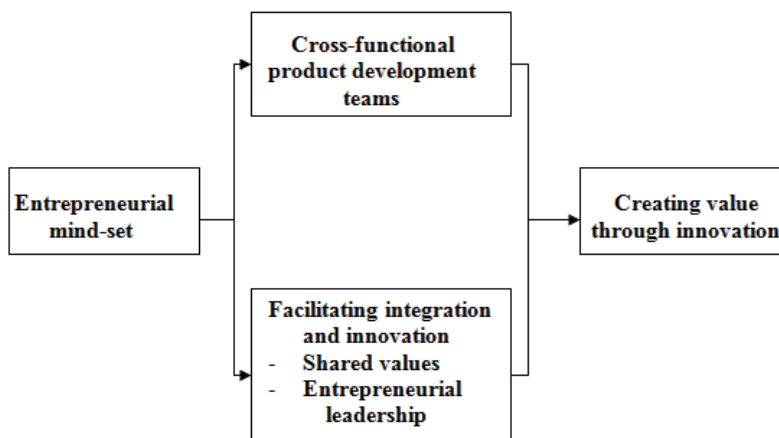 Cross-functional
product development
teams
Entrepreneurial
mind-set
Creating value
through innovation
Facilitating integration
and innovation
- Shared values
- Entrepreneurial
leadership